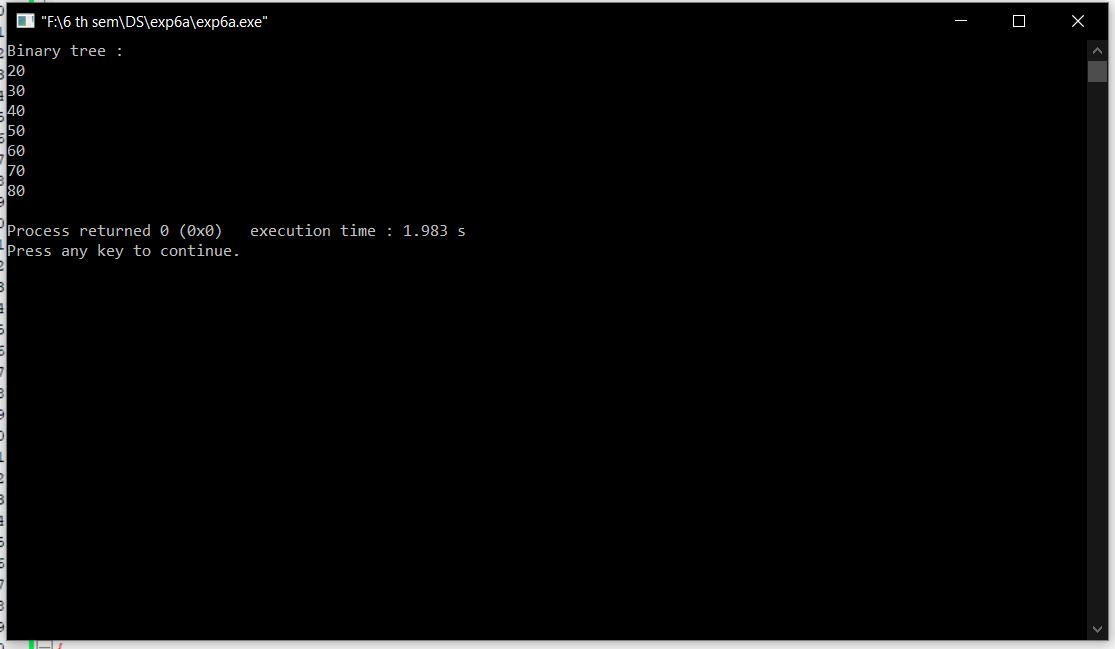 "F:\6 th sem\DS\exp6a\exp6a.exe"
Binary tree :
20
30
40
50
60
70
80
Process returned 0 (0x0)   execution time : 1.983 s
Press any key to continue.